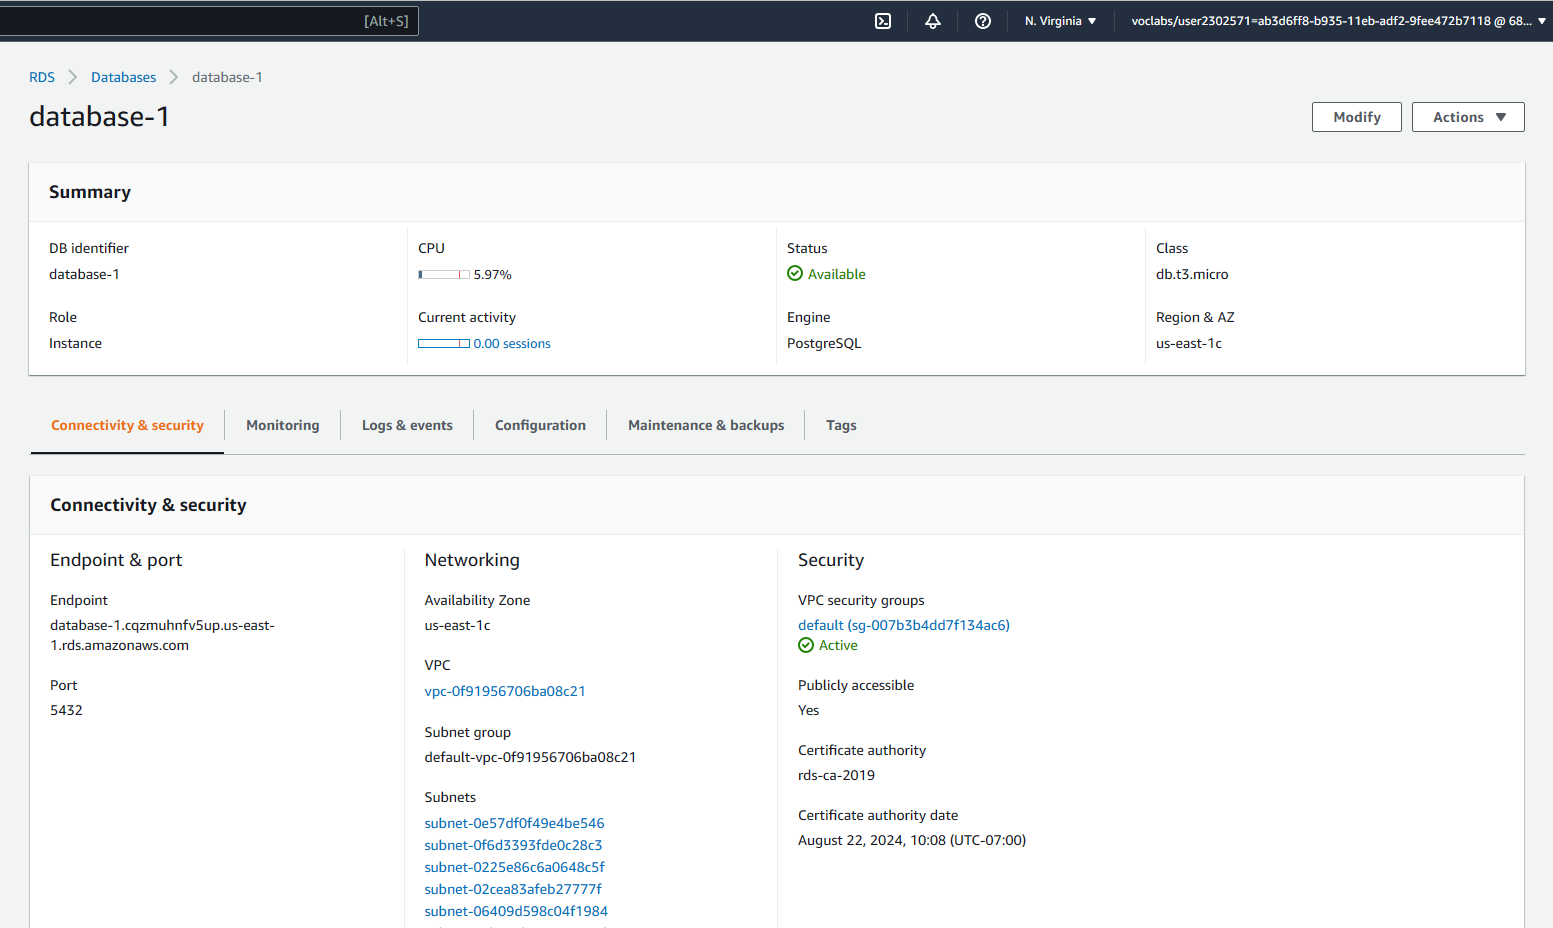 [Alt+S]
N. Virginia
voclabs/user2302571=ab3d6ff8-b935-11eb-adf2-9fee472b7118 @ 68...
RDS
Databases
database-1
database-1
Modify
Actions
Summary
DB identifier
database-1
CPU
5.97%
Status
Available
Class
db.t3.micro
Role
Instance
Current activity
0.00 sessions
Engine
PostgreSQL
Region & AZ
us-east-1c
Connectivity & security
Monitoring
Logs & events
Configuration
Maintenance & backups
Tags
Connectivity & security
Endpoint & port
Endpoint
database-1.cqzmuhnfv5up.us-east-
1.rds.amazonaws.com
Port
5432
Networking
Availability Zone
us-east-1c
VPC
vpc-0f91956706ba08c21
Subnet group
default-vpc-0f91956706ba08c21
Subnets
subnet-0e57df0f49e4be546
subnet-0f6d3393fde0c28c3
subnet-0225e86c6a0648c5f
subnet-02cea83afeb27777f
subnet-06409d598c04f1984
Security
VPC security groups
default (sg-007b3b4dd7f134ac6)
Active
Publicly accessible
Yes
Certificate authority
rds-ca-2019
Certificate authority date
August 22, 2024, 10:08 (UTC-07:00)